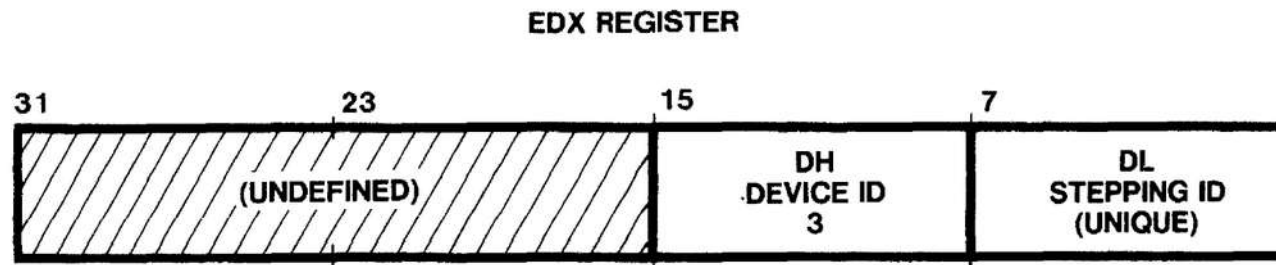 EDX REGISTER
31 23 15 7
(UNDEFINED)
DH
DEVICE ID
3
DL
STEPPING ID
(UNIQUE)